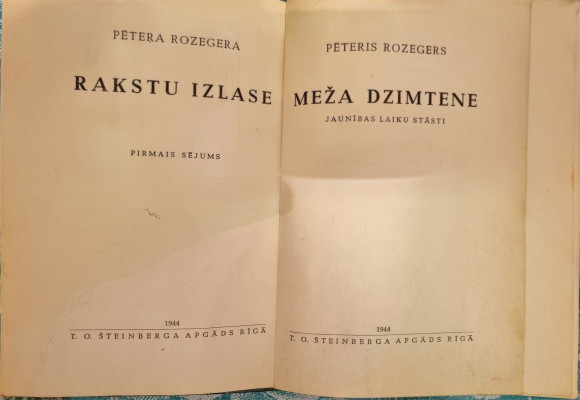 PĒTERA ROZEGERA
RAKSTU IZLASE
PIRMAIS SĒJUMS
1944
T. O. ŠTEINBERGA APGĀDS RĪGĀ
PĒTERIS ROZEGERS
MEŽA DZIMTENE
JAUNĪBAS LAIKU STĀSTI
1944
T. O. ŠTEINBERGA APGĀDS RĪGĀ